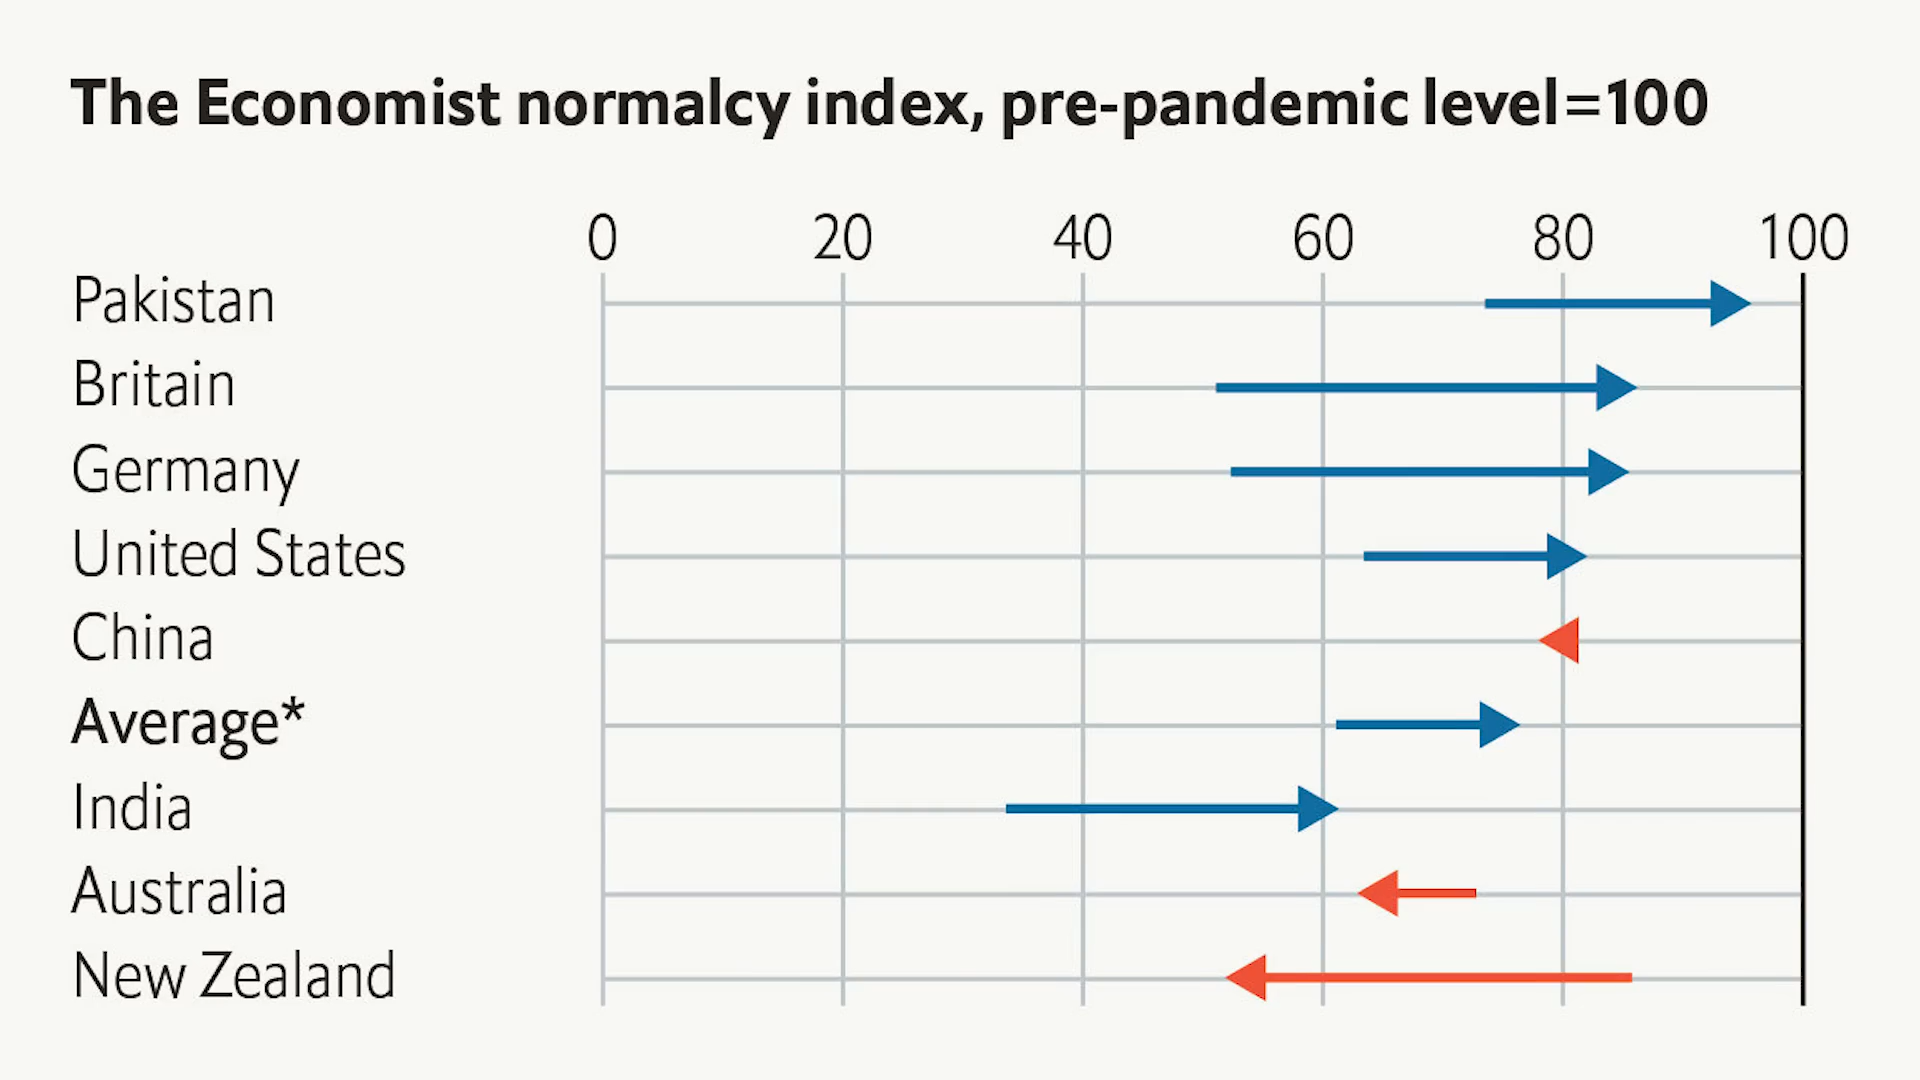 The Economist normalcy index, pre-pandemic level=100
0 20 40 60 80 100
Pakistan
Britain
Germany
United States
China
Average*
India
Australia
New Zealand